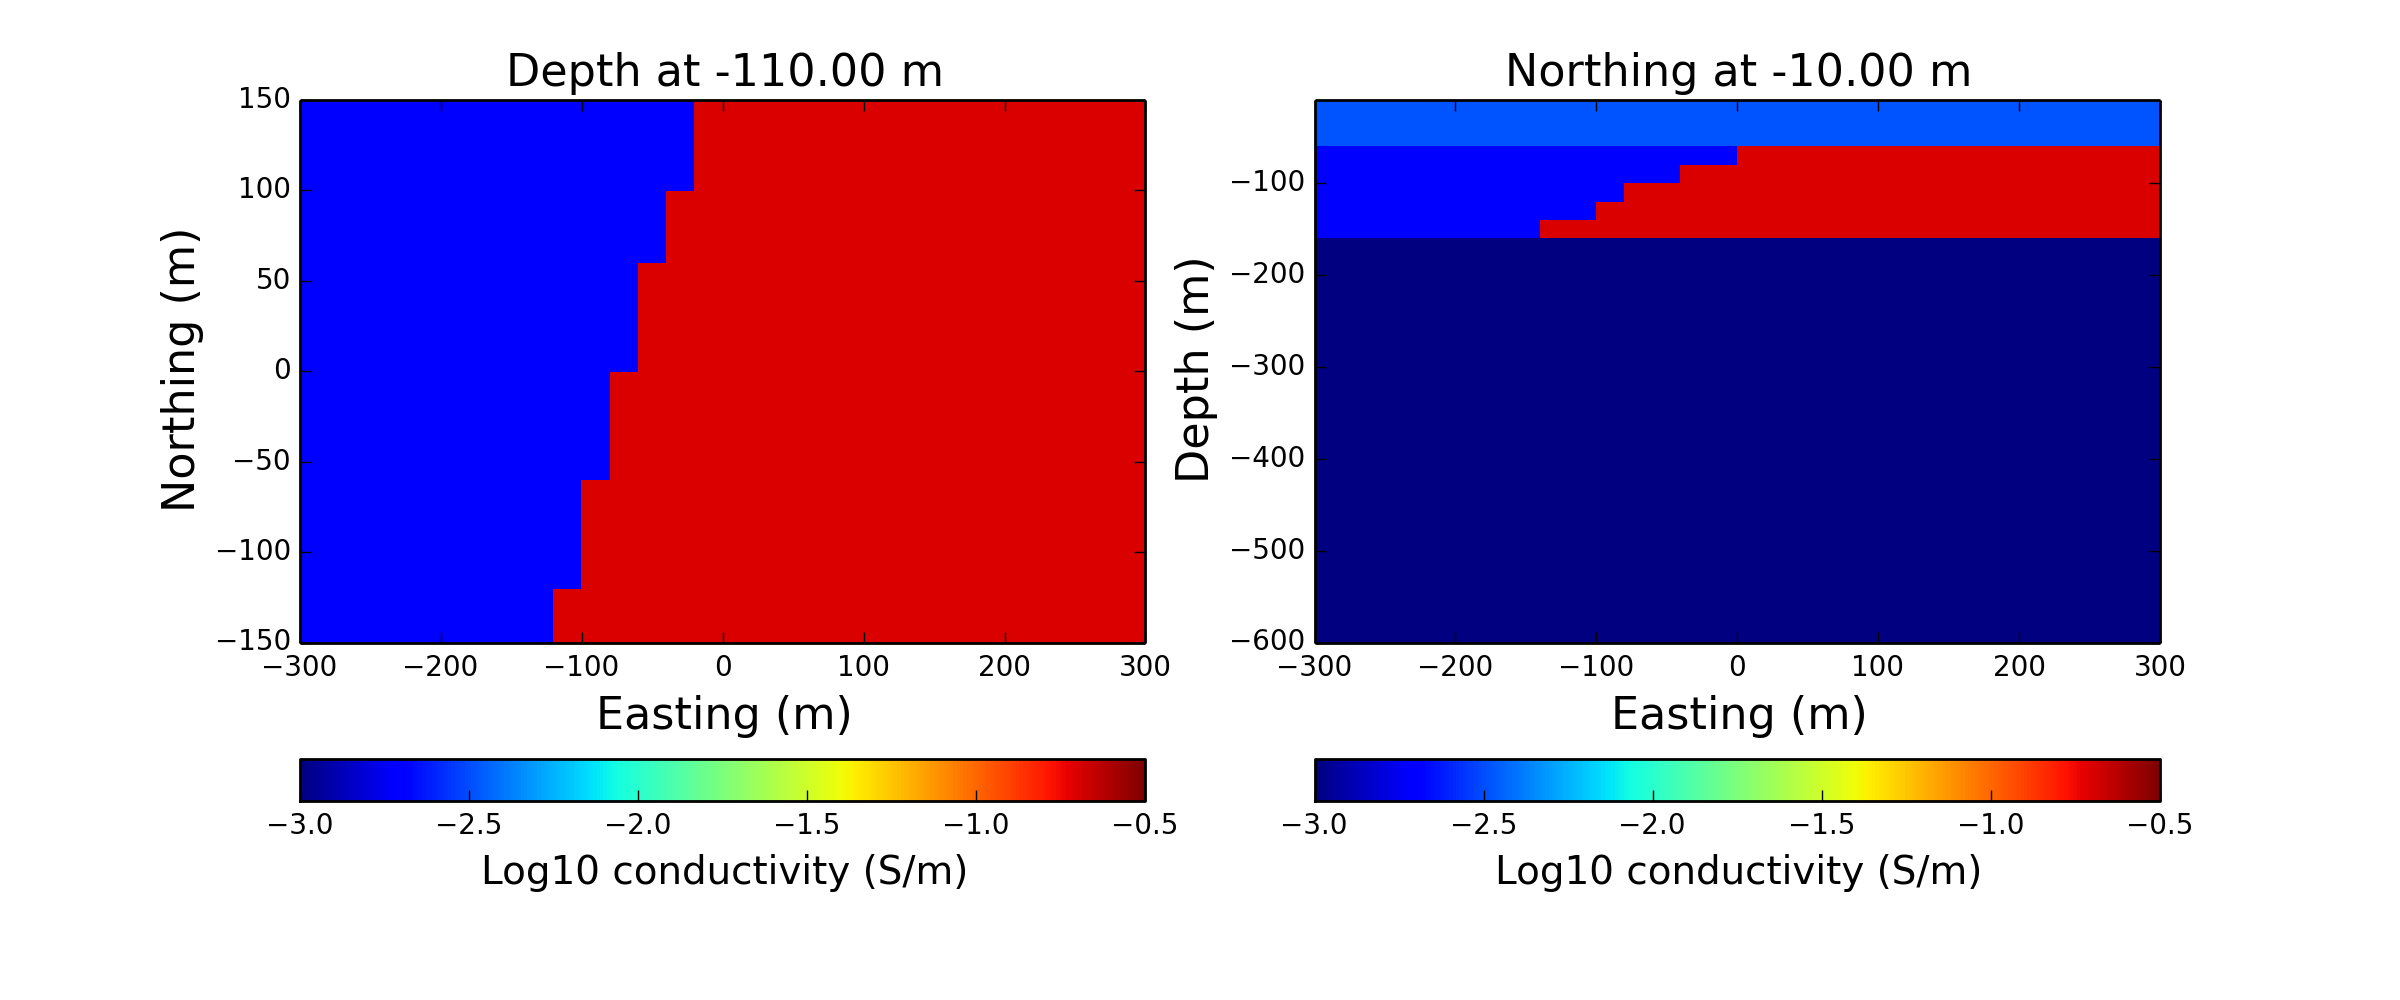 Depth at -110.00 m
150
100
50
0
−50
−100
−150
Northing (m)
−300 −200 −100 0 100 200 300
Easting (m)
−3.0 −2.5 −2.0 −1.5 −1.0 −0.5
Log10 conductivity (S/m)
Northing at -10.00 m
−100
−200
−300
−400
−500
−600
Depth (m)
−300 −200 −100 0 100 200 300
Easting (m)
−3.0 −2.5 −2.0 −1.5 −1.0 −0.5
Log10 conductivity (S/m)